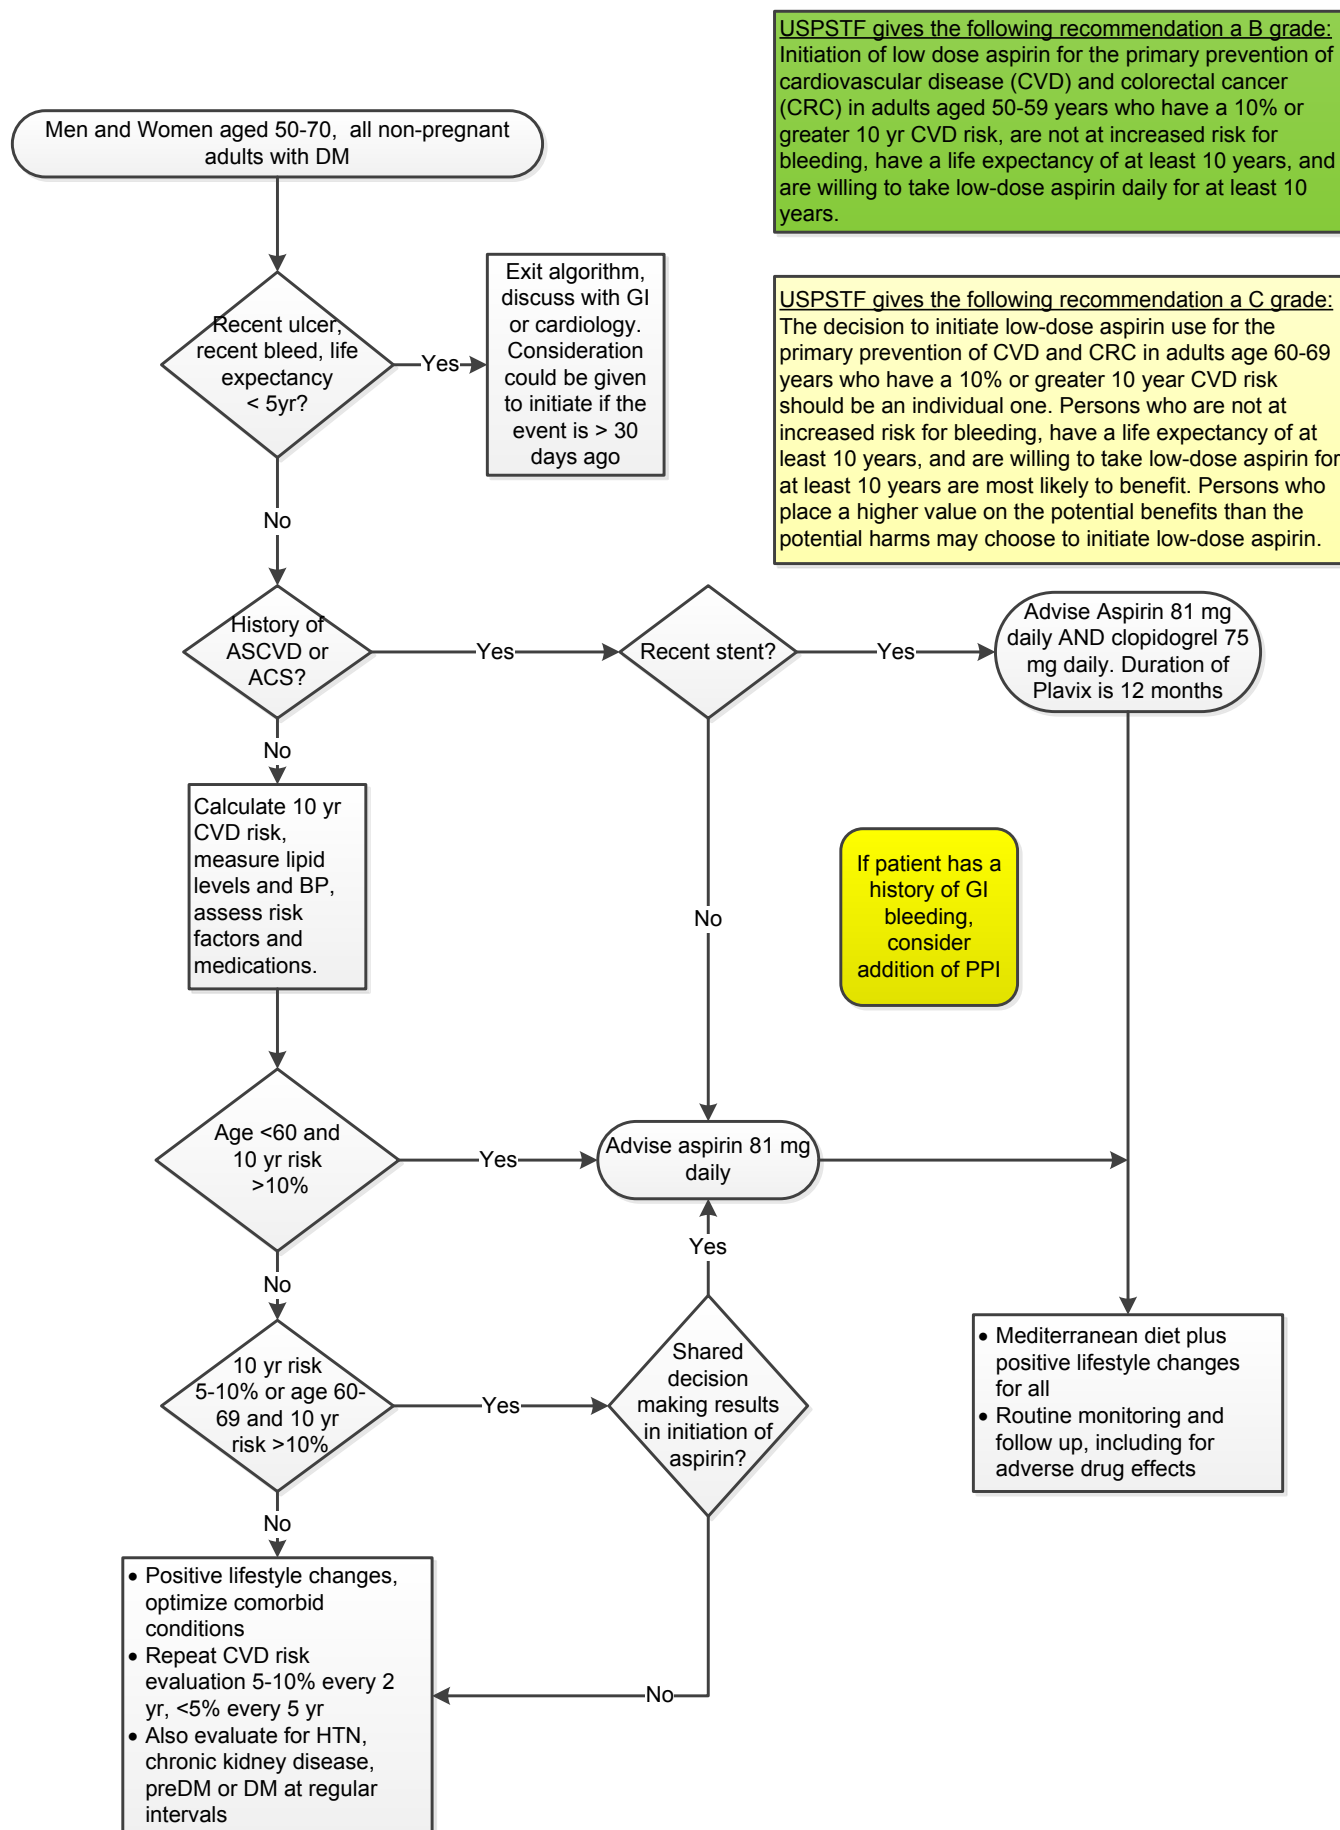 USPSTF gives the following recommendation a B grade:
Initiation of low dose aspirin for the primary prevention of
cardiovascular disease (CVD) and colorectal cancer
(CRC) in adults aged 50-59 years who have a 10% or
greater 10 yr CVD risk, are not at increased risk for
bleeding, have a life expectancy of at least 10 years, and
are willing to take low-dose aspirin daily for at least 10
years.
Men and Women aged 50-70, all non-pregnant
adults with DM
USPSTF gives the following recommendation a C grade:
The decision to initiate low-dose aspirin use for the
primary prevention of CVD and CRC in adults age 60-69
years who have a 10% or greater 10 year CVD risk
should be an individual one. Persons who are not at
increased risk for bleeding, have a life expectancy of at
least 10 years, and are willing to take low-dose aspirin for
at least 10 years are most likely to benefit. Persons who
place a higher value on the potential benefits than the
potential harms may choose to initiate low-dose aspirin.
Recent ulcer,
recent bleed, life
expectancy
< 5yr?
Yes
Exit algorithm,
discuss with GI
or cardiology.
Consideration
could be given
to initiate if the
event is > 30
days ago
No
History of
ASCVD or
ACS?
Yes
Recent stent?
Yes
Advise Aspirin 81 mg
daily AND clopidogrel 75
mg daily. Duration of
Plavix is 12 months
No
Calculate 10 yr
CVD risk,
measure lipid
levels and BP,
assess risk
factors and
medications.
No
If patient has a
history of GI
bleeding,
consider
addition of PPI
Age <60 and
10 yr risk
>10%
Yes
Advise aspirin 81 mg
daily
Yes
No
10 yr risk
5-10% or age 60-
69 and 10 yr
risk >10%
Yes
Shared
decision
making results
in initiation of
aspirin?
• Mediterranean diet plus
positive lifestyle changes
for all
• Routine monitoring and
follow up, including for
adverse drug effects
No
• Positive lifestyle changes,
optimize comorbid
conditions
• Repeat CVD risk
evaluation 5-10% every 2
yr, <5% every 5 yr
• Also evaluate for HTN,
chronic kidney disease,
preDM or DM at regular
intervals
No